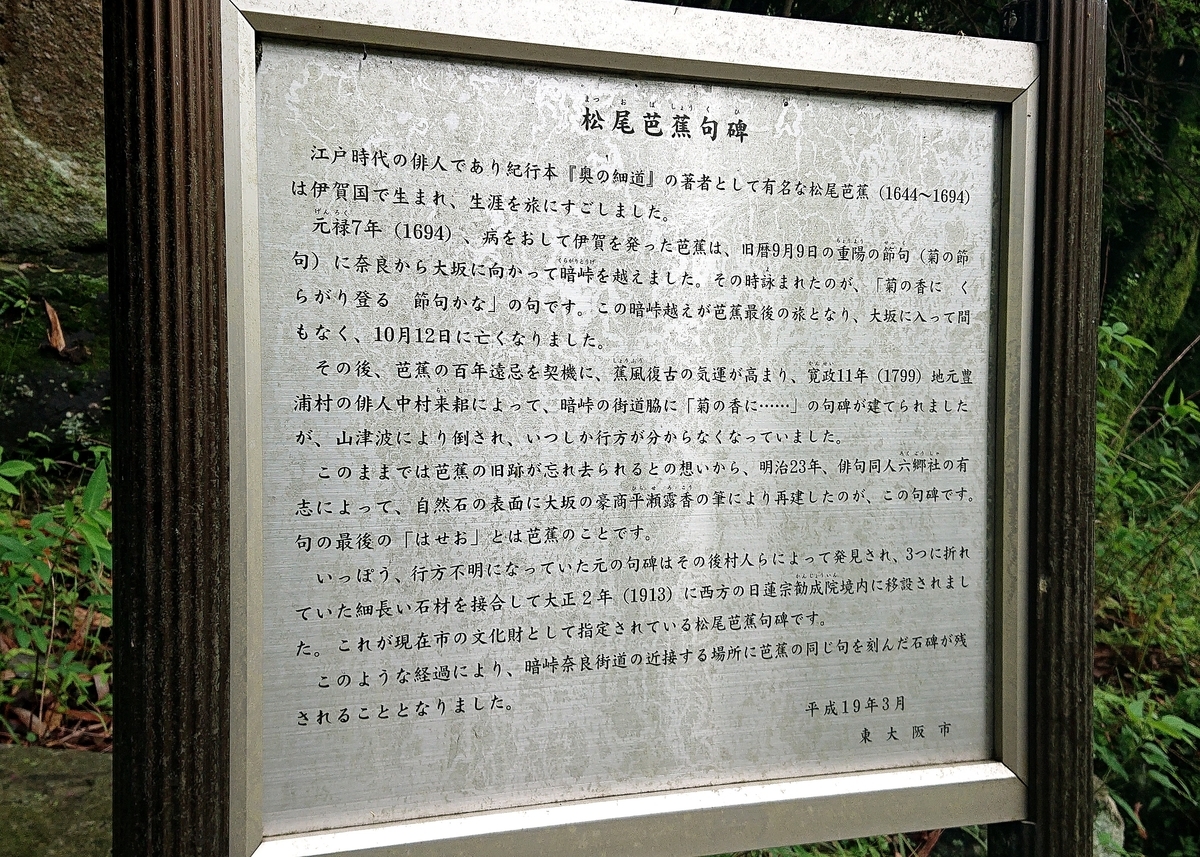 松尾芭蕉句碑
江戸時代の俳人であり紀行本『奥の細道』の著者として有名な松尾芭蕉（1644～1694）
は伊賀国で生まれ、生涯を旅にすごしました。
元禄7年（1694）、病をおして伊賀を発った芭蕉は、旧暦9月9日の重陽の節句（菊の節
句）に奈良から大坂に向かって暗峠を越えました。その時詠まれたのが、「菊の香に　く
らがり登る　節句かな」の句です。この暗峠越えが芭蕉最後の旅となり、大坂に入って間
もなく、10月12日に亡くなりました。
その後、芭蕉の百年遠忌を契機に、蕉風復古の気運が高まり、寛政11年（1799）地元豊
浦村の俳人中村来耜によって、暗峠の街道脇に「菊の香に……」の句碑が建てられました
が、山津波により倒され、いつしか行方が分からなくなっていました。
このままでは芭蕉の旧跡が忘れ去られるとの想いから、明治23年、俳句同人六郷社の有
志によって、自然石の表面に大坂の豪商平瀬露香の筆により再建したのが、この句碑です。
句の最後の「はせお」とは芭蕉のことです。
いっぽう、行方不明になっていた元の句碑はその後村人らによって発見され、3つに折れ
ていた細長い石材を接合して大正２年（1913）に西方の日蓮宗勧成院境内に移設されまし
た。これが現在市の文化財として指定されている松尾芭蕉句碑です。
このような経過により、暗峠奈良街道の近接する場所に芭蕉の同じ句を刻んだ石碑が残
されることとなりました。
平成19年3月
東大阪市